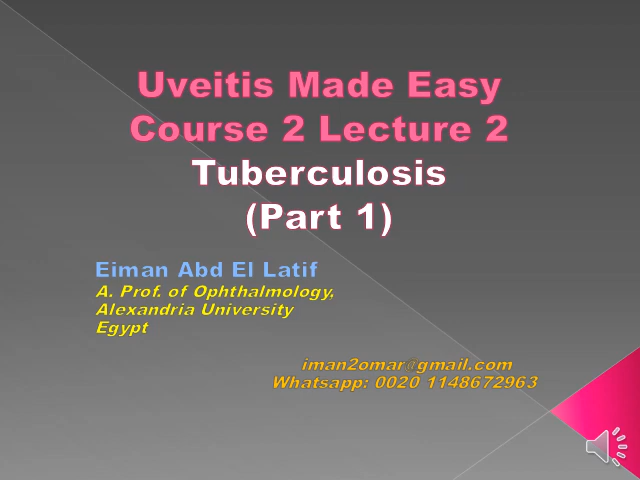 Uveitis Made Easy
Course 2 Lecture 2
Tuberculosis
(Part 1)
Eiman Abd El Latif
A. Prof. of Ophthalmology,
Alexandria University
Egypt
iman2omar@gmail.com
Whatsapp: 0020 1148672963